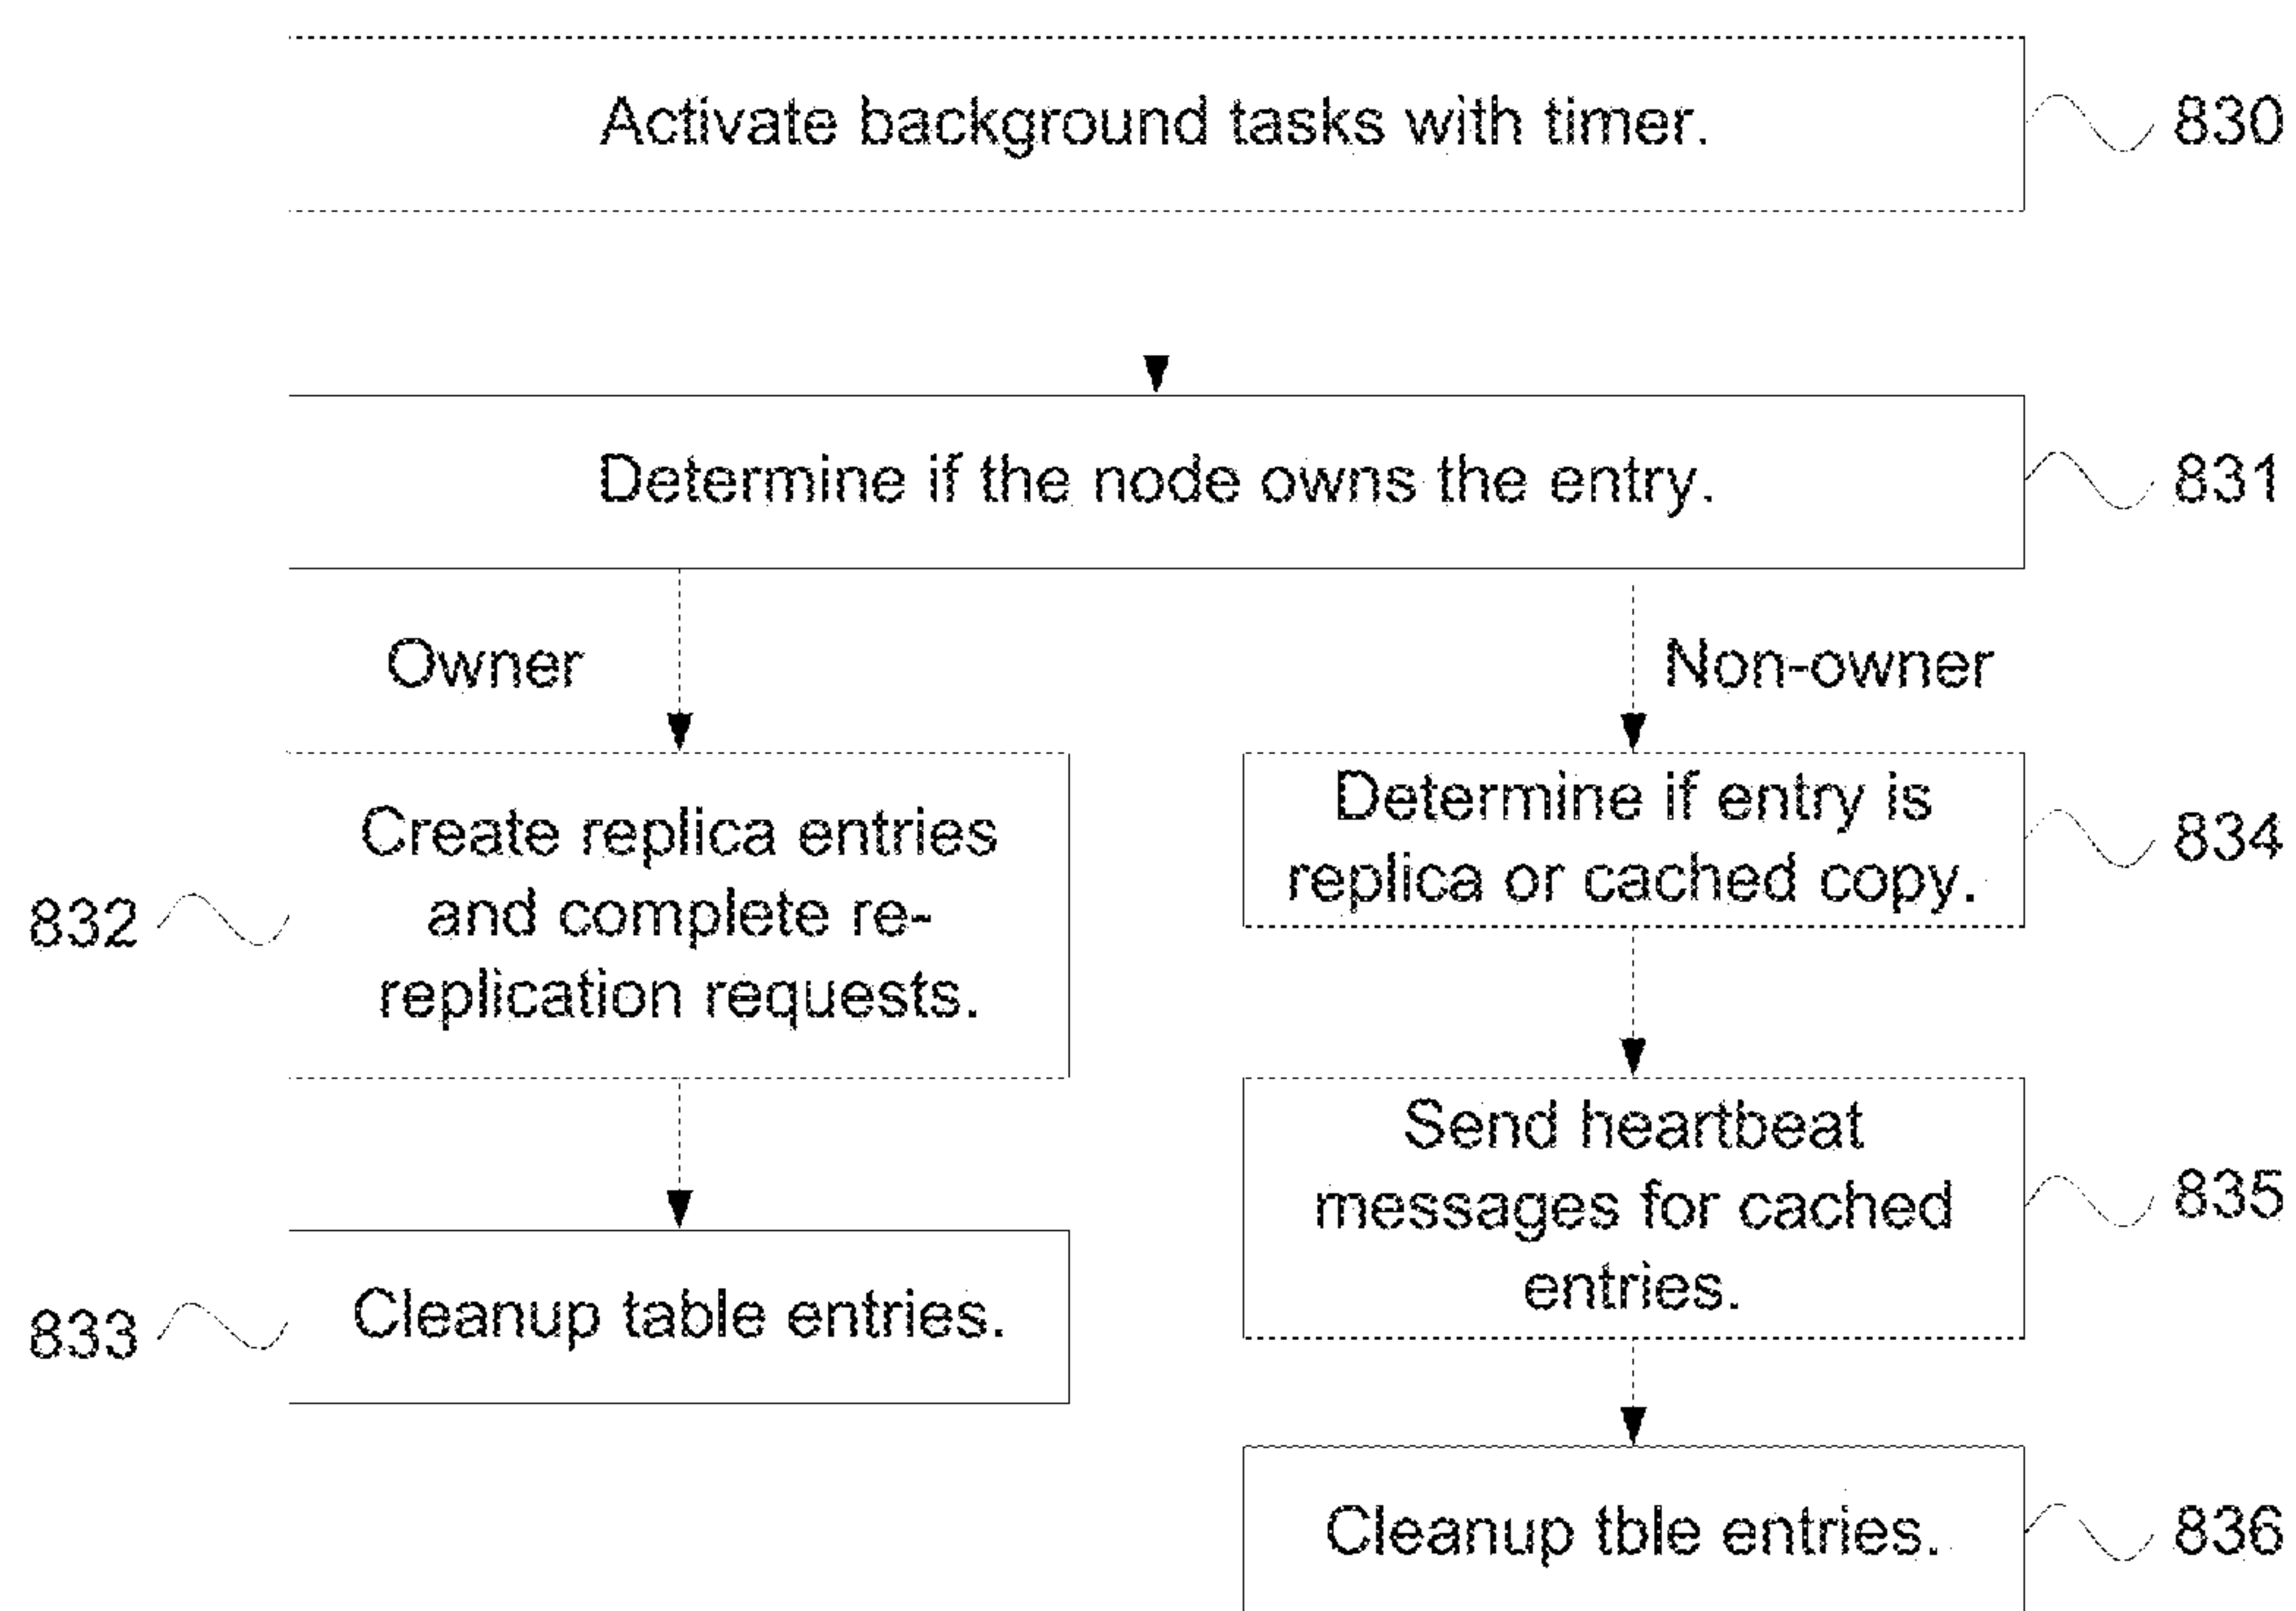 Activate background tasks with timer.
830
Determine if the node owns the entry.
831
Owner
Non-owner
832
Create replica entries
and complete re-
replication requests.
Determine if entry is
replica or cached copy.
834
Send heartbeat
messages for cached
entries.
835
833
Cleanup table entries.
Cleanup tble entries.
836